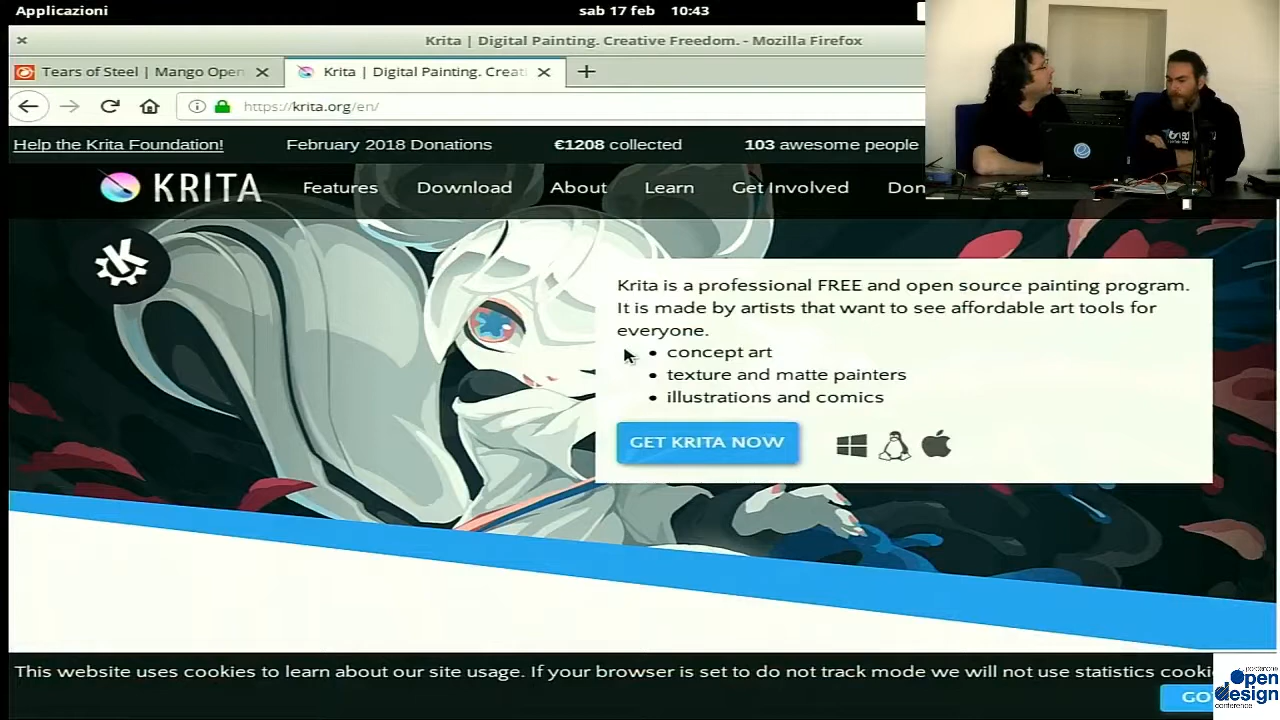 Applicazioni
sab 17 feb 10:43
Krita | Digital Painting. Creative Freedom. - Mozilla Firefox
Tears of Steel | Mango Open
Krita | Digital Painting. Creat
https://krita.org/en/
Help the Krita Foundation!
February 2018 Donations
€1208 collected
103 awesome people
KRITA
Features
Download
About
Learn
Get Involved
Don
Krita is a professional FREE and open source painting program.
It is made by artists that want to see affordable art tools for
everyone.
• concept art
• texture and matte painters
• illustrations and comics
GET KRITA NOW
This website uses cookies to learn about our site usage. If your browser is set to do not track mode we will not use statistics cooki
GO
open
design
conference